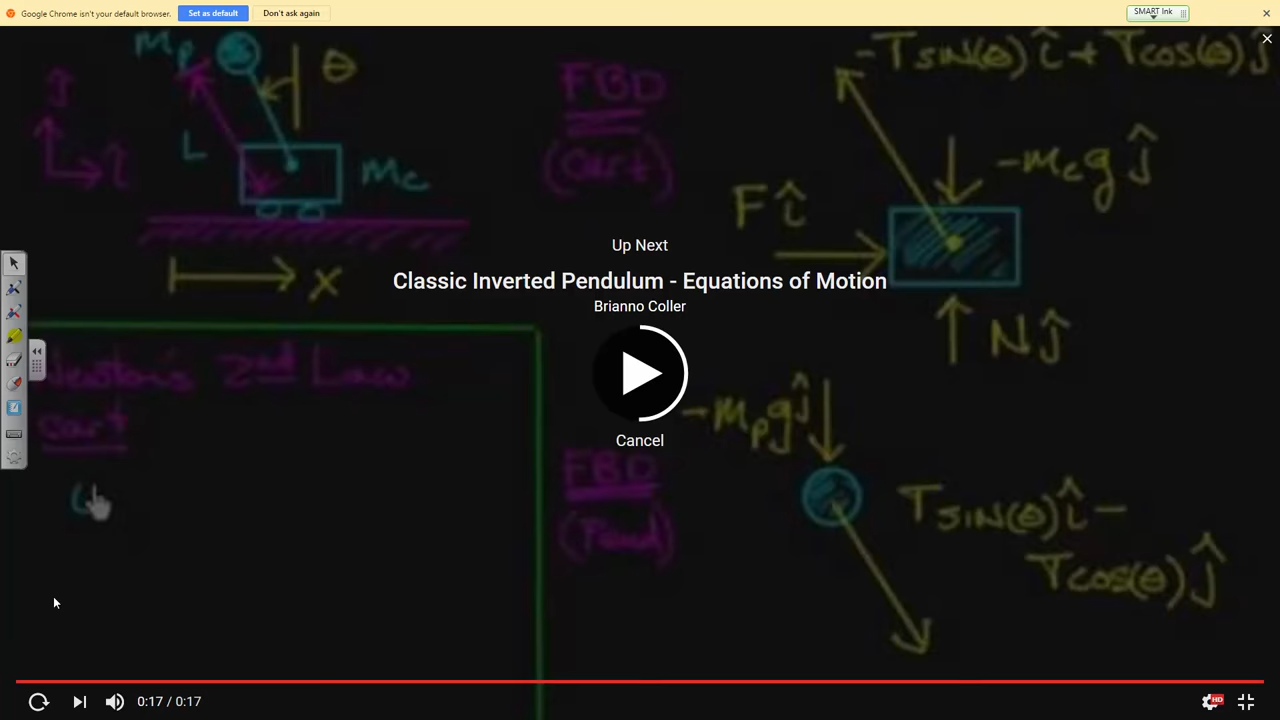 Google Chrome isn't your default browser.
Set as default
Don't ask again
SMART Ink
mp
θ
-Tsin(θ)î + Tcos(θ)ĵ
FBD
(Cart)
ĵ
î
L
mc
-mcgĵ
Fî
x
Nĵ
Up Next
Classic Inverted Pendulum - Equations of Motion
Brianno Coller
Cancel
Newton's 2nd Law
Cart
-mpgĵ
FBD
(Pend)
Tsin(θ)î -
Tcos(θ)ĵ
0:17 / 0:17
HD